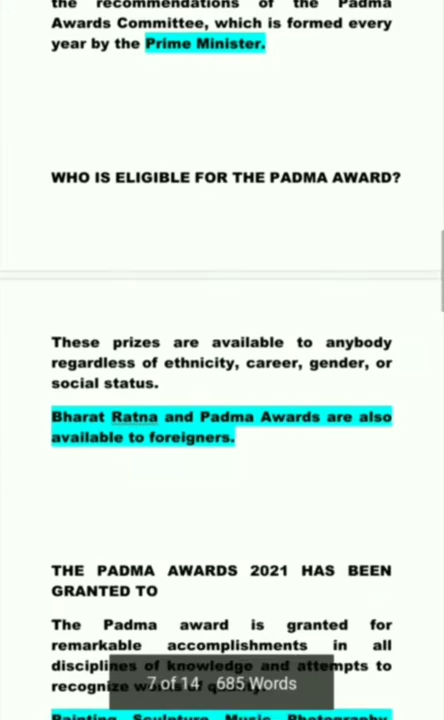 the recommendations of the Padma
Awards Committee, which is formed every
year by the Prime Minister.
WHO IS ELIGIBLE FOR THE PADMA AWARD?
These prizes are available to anybody
regardless of ethnicity, career, gender, or
social status.
Bharat Ratna and Padma Awards are also
available to foreigners.
THE PADMA AWARDS 2021 HAS BEEN
GRANTED TO
The Padma award is granted for
remarkable accomplishments in all
disciplines of knowledge and attempts to
recognize
7 of 14 685 Words
Painting, Sculpture, Music, Photography,